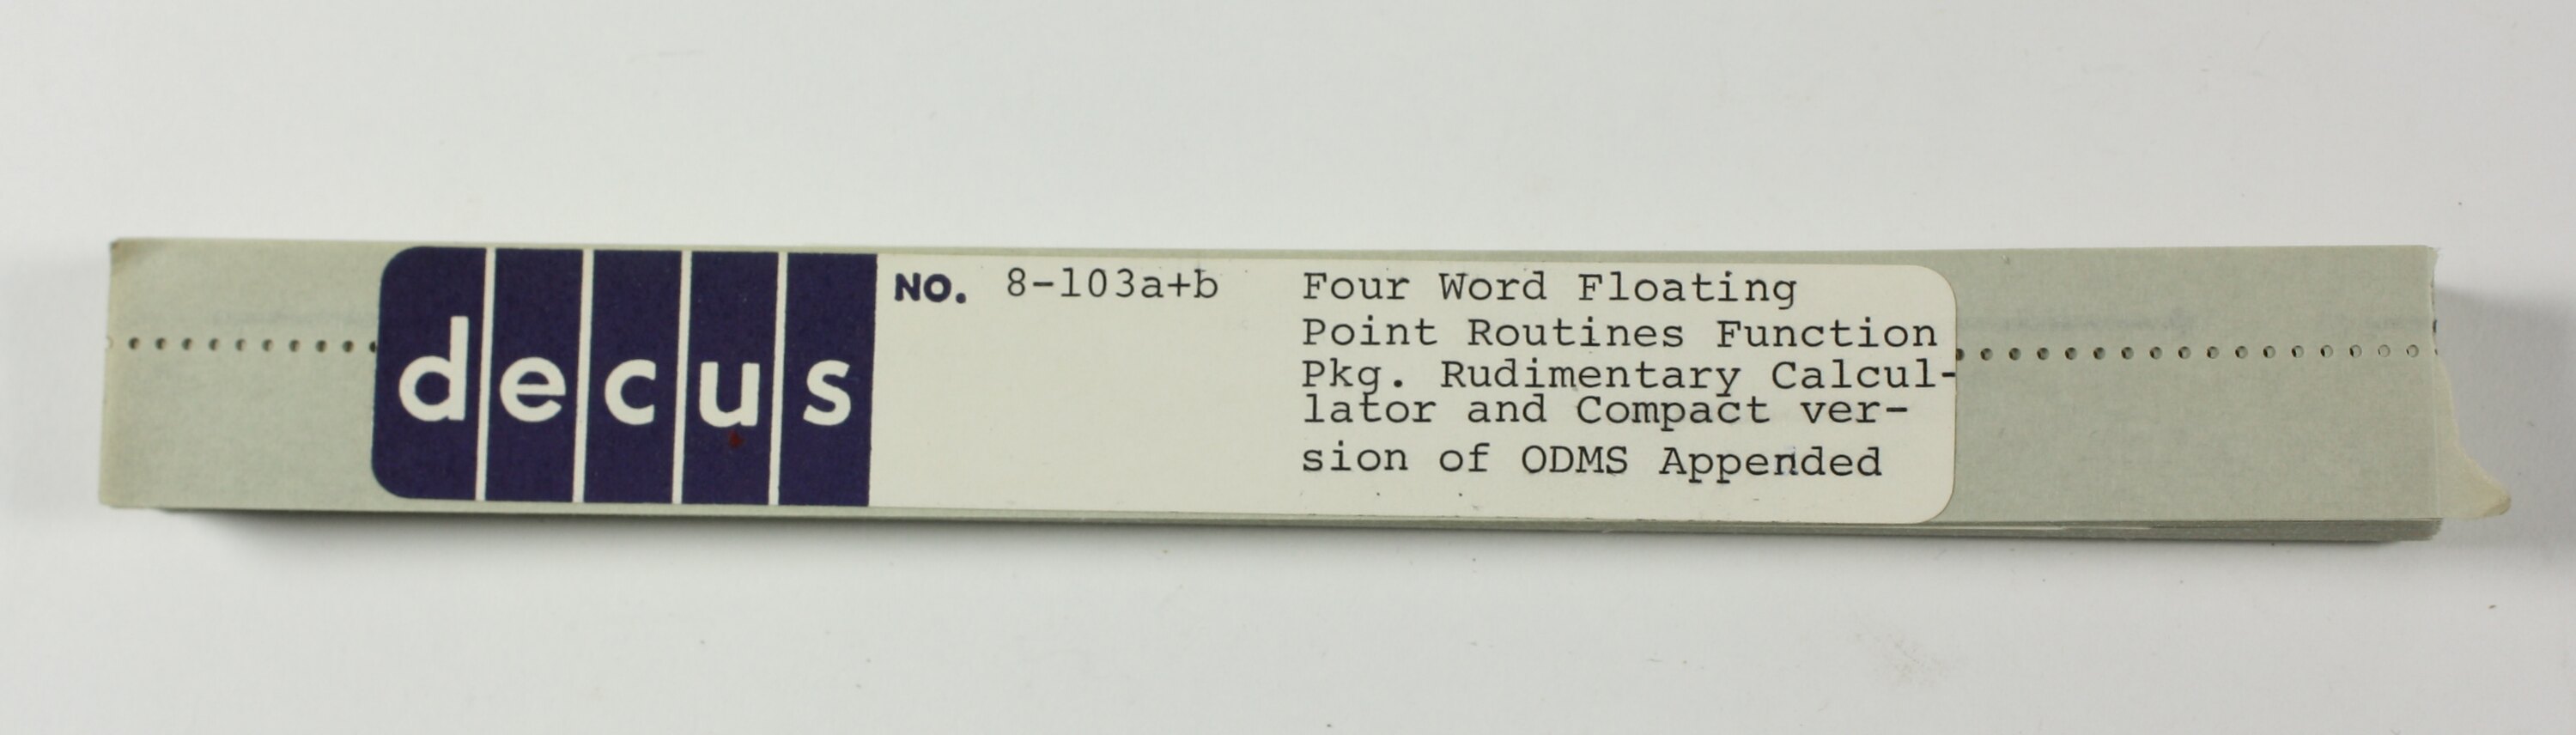 decus
NO. 8-103a+b
Four Word Floating
Point Routines Function
Pkg. Rudimentary Calcul-
lator and Compact ver-
sion of ODMS Appended